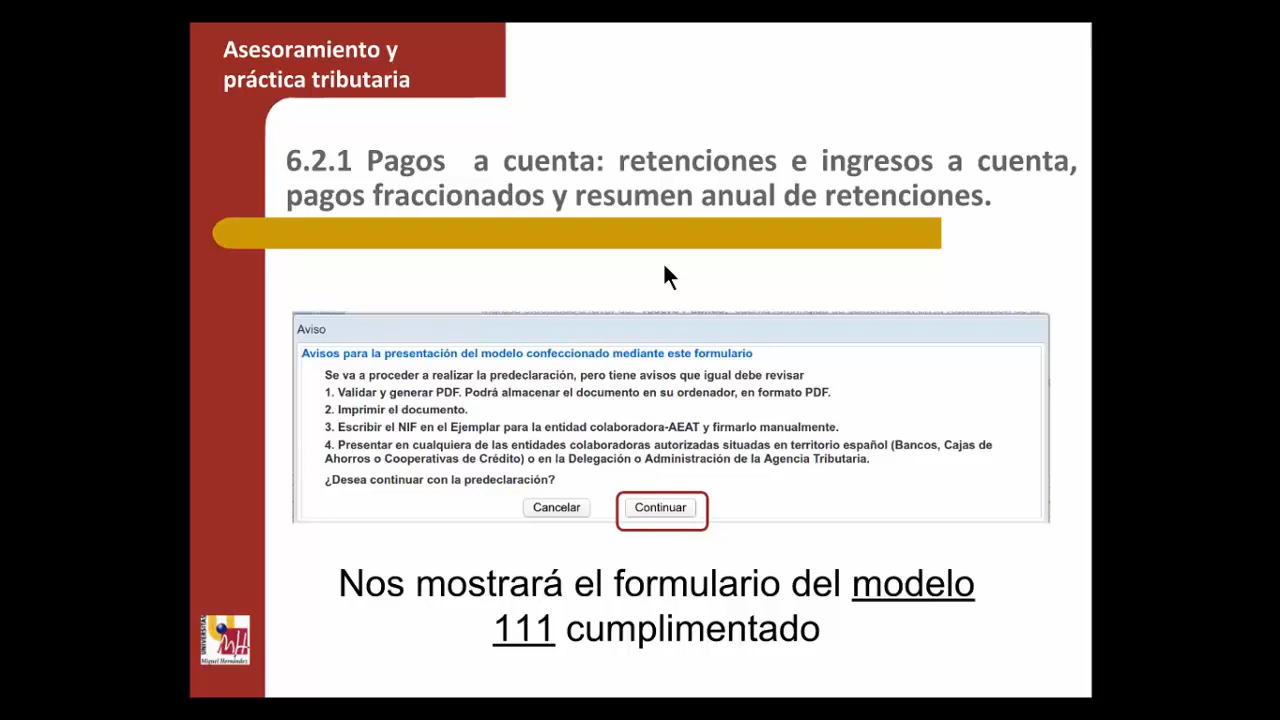 Asesoramiento y
práctica tributaria
6.2.1 Pagos a cuenta: retenciones e ingresos a cuenta,
pagos fraccionados y resumen anual de retenciones.
Aviso
Avisos para la presentación del modelo confeccionado mediante este formulario
Se va a proceder a realizar la predeclaración, pero tiene avisos que igual debe revisar
1. Validar y generar PDF. Podrá almacenar el documento en su ordenador, en formato PDF.
2. Imprimir el documento.
3. Escribir el NIF en el Ejemplar para la entidad colaboradora-AEAT y firmarlo manualmente.
4. Presentar en cualquiera de las entidades colaboradoras autorizadas situadas en territorio español (Bancos, Cajas de
Ahorros o Cooperativas de Crédito) o en la Delegación o Administración de la Agencia Tributaria.
¿Desea continuar con la predeclaración?
Cancelar Continuar
Nos mostrará el formulario del modelo
111 cumplimentado
UNIVERSITAS
Miguel Hernández